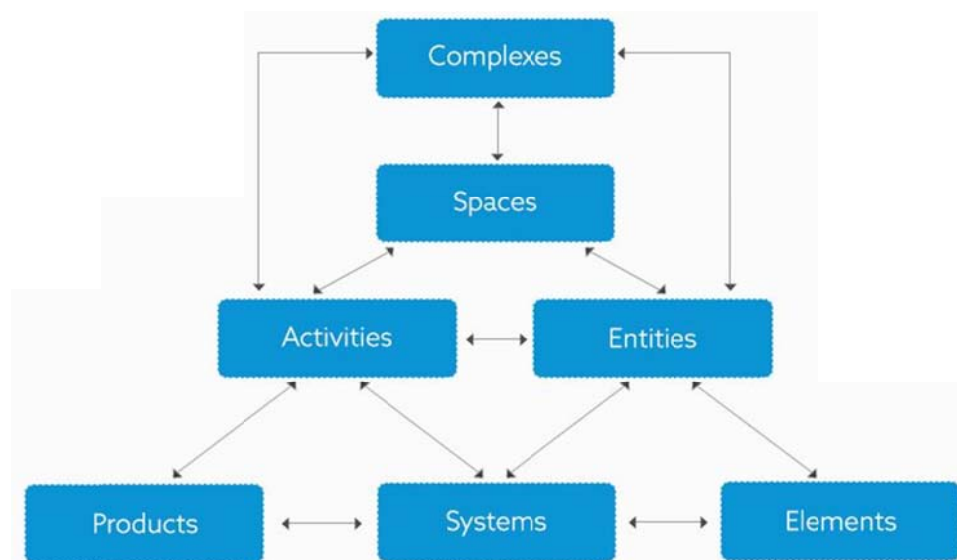 Complexes
Spaces
Activities
Entities
Products
Systems
Elements